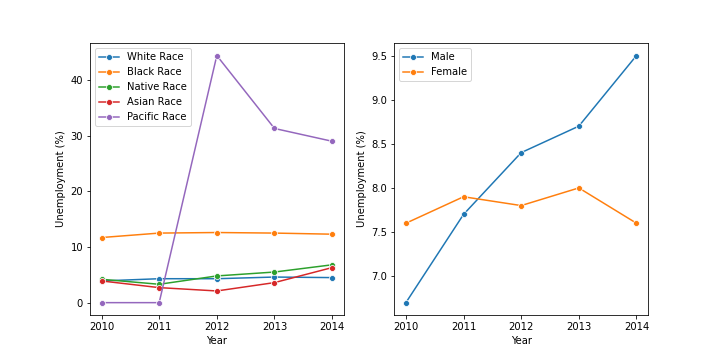 White Race
Black Race
Native Race
Asian Race
Pacific Race
40
30
20
10
0
Unemployment (%)
2010 2011 2012 2013 2014
Year
Male
Female
9.5
9.0
8.5
8.0
7.5
7.0
Unemployment (%)
2010 2011 2012 2013 2014
Year